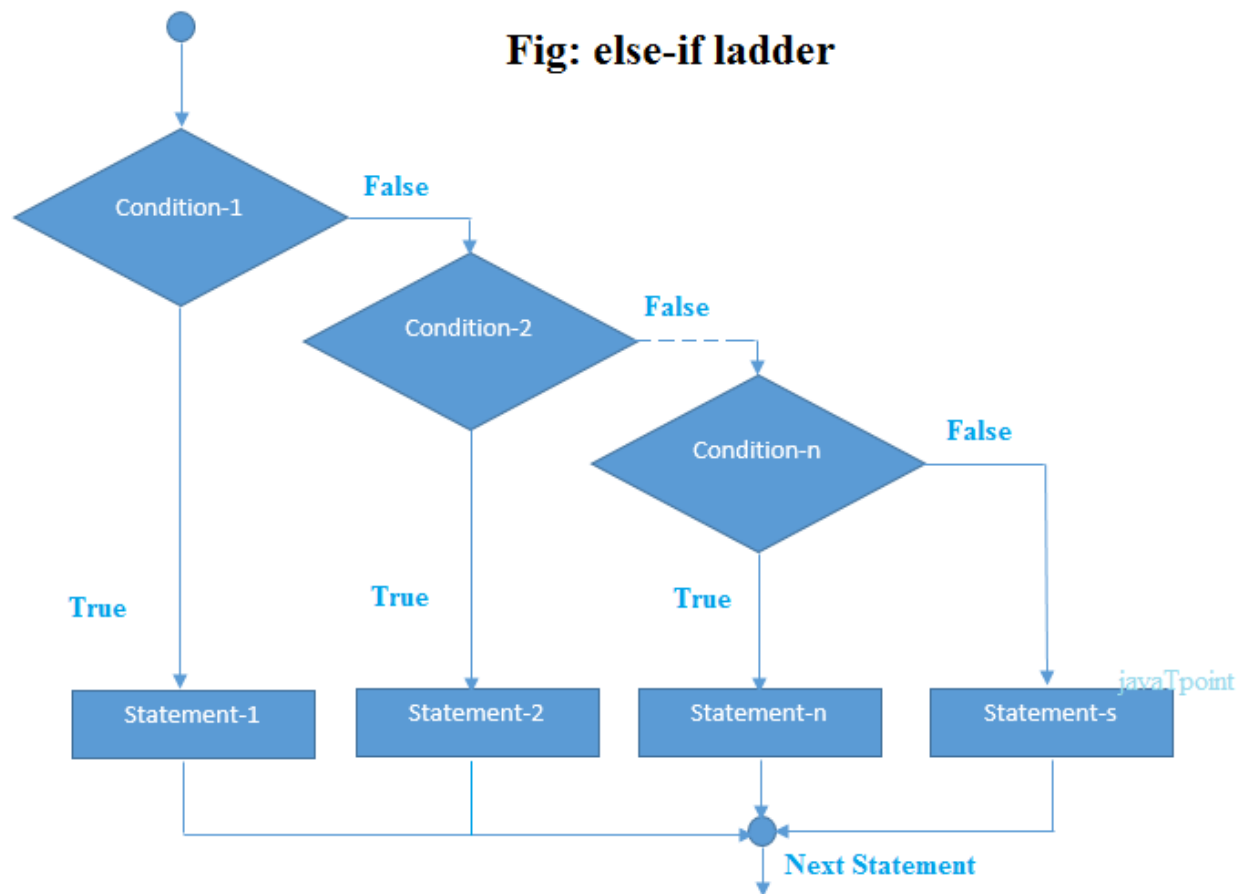 Fig: else-if ladder
Condition-1
False
Condition-2
False
Condition-n
False
True
True
True
Statement-1
Statement-2
Statement-n
Statement-s
javaTpoint
Next Statement